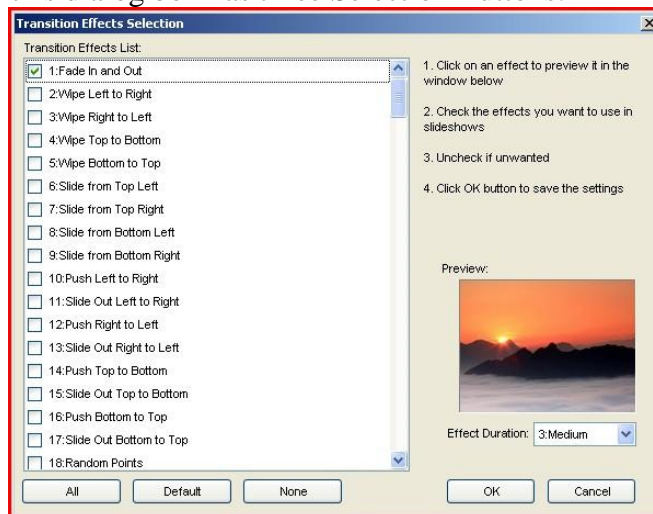 Transition Effects Selection
Transition Effects List:
1:Fade In and Out
2:Wipe Left to Right
3:Wipe Right to Left
4:Wipe Top to Bottom
5:Wipe Bottom to Top
6:Slide from Top Left
7:Slide from Top Right
8:Slide from Bottom Left
9:Slide from Bottom Right
10:Push Left to Right
11:Slide Out Left to Right
12:Push Right to Left
13:Slide Out Right to Left
14:Push Top to Bottom
15:Slide Out Top to Bottom
16:Push Bottom to Top
17:Slide Out Bottom to Top
18:Random Points
1. Click on an effect to preview it in the
window below
2. Check the effects you want to use in
slideshows
3. Uncheck if unwanted
4. Click OK button to save the settings
Preview:
Effect Duration: 3:Medium
All Default None OK Cancel